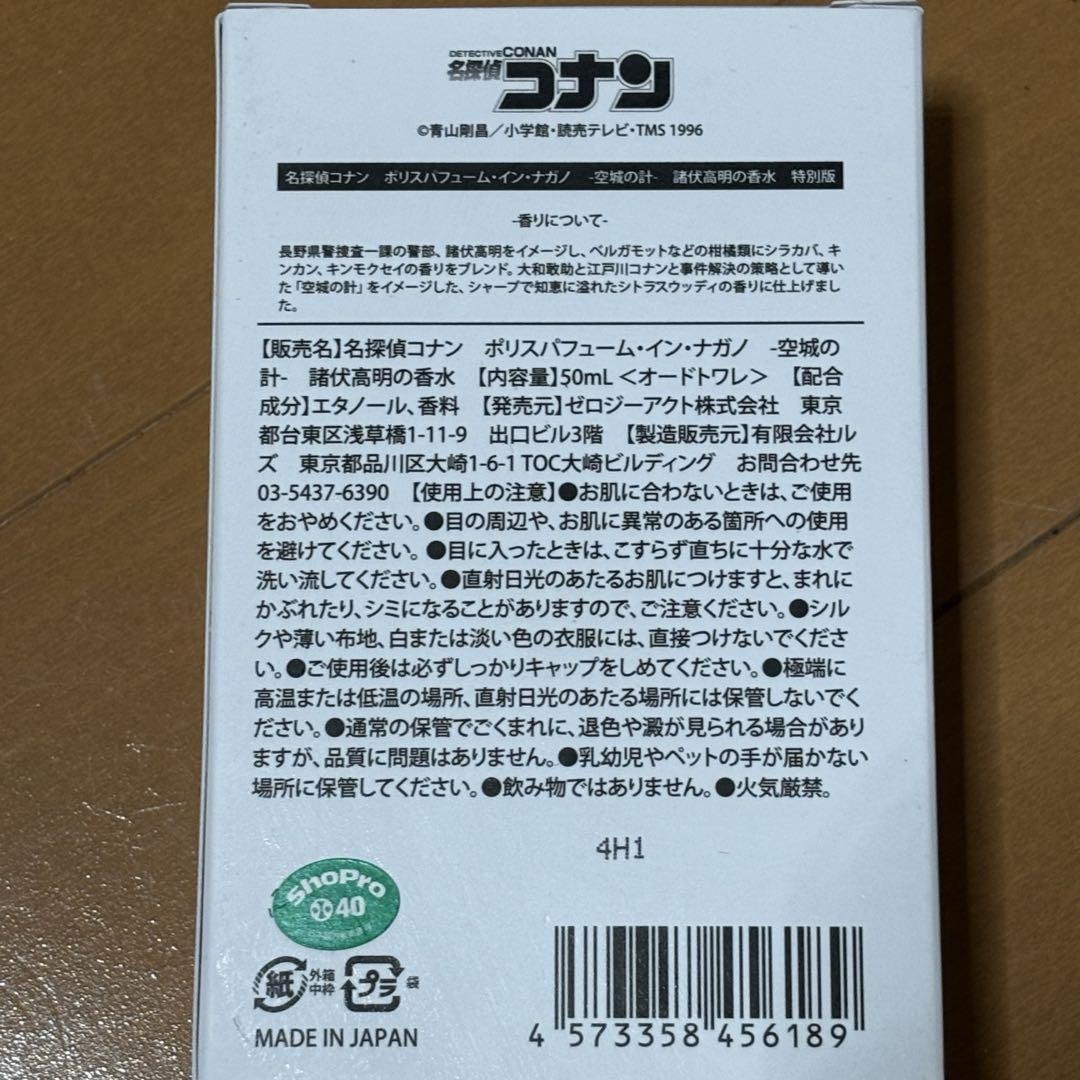 DETECTIVE CONAN
名探偵コナン
©青山剛昌／小学館・読売テレビ・TMS 1996
名探偵コナン　ポリスパフューム・イン・ナガノ　-空城の計-　諸伏高明の香水　特別版
-香りについて-
長野県警捜査一課の警部、諸伏高明をイメージし、ベルガモットなどの柑橘類にシラカバ、キ
ンカン、キンモクセイの香りをブレンド。大和敢助と江戸川コナンと事件解決の策略として導い
た「空城の計」をイメージした、シャープで知恵に溢れたシトラスウッディの香りに仕上げまし
た。
【販売名】名探偵コナン　ポリスパフューム・イン・ナガノ　-空城の
計-　諸伏高明の香水　【内容量】50mL＜オードトワレ＞　【配合
成分】エタノール、香料　【発売元】ゼロジーアクト株式会社　東京
都台東区浅草橋1-11-9　出口ビル3階　【製造販売元】有限会社ル
ズ　東京都品川区大崎1-6-1 TOC大崎ビルディング　お問合わせ先
03-5437-6390　【使用上の注意】●お肌に合わないときは、ご使用
をおやめください。●目の周辺や、お肌に異常のある箇所への使用
を避けてください。●目に入ったときは、こすらず直ちに十分な水で
洗い流してください。●直射日光のあたるお肌につけますと、まれに
かぶれたり、シミになることがありますので、ご注意ください。●シル
クや薄い布地、白または淡い色の衣服には、直接つけないでくださ
い。●ご使用後は必ずしっかりキャップをしめてください。●極端に
高温または低温の場所、直射日光のあたる場所には保管しないでく
ださい。●通常の保管でごくまれに、退色や澱が見られる場合があり
ますが、品質に問題はありません。●乳幼児やペットの手が届かない
場所に保管してください。●飲み物ではありません。●火気厳禁。
4H1
ShoPro
40
紙 外箱 中枠 プラ 袋
MADE IN JAPAN
4 573358 456189